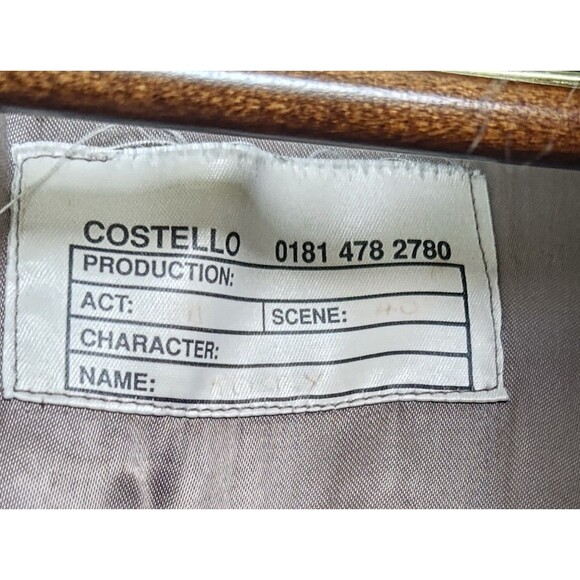 COSTELLO 0181 478 2780
PRODUCTION:
ACT: SCENE:
CHARACTER:
NAME: